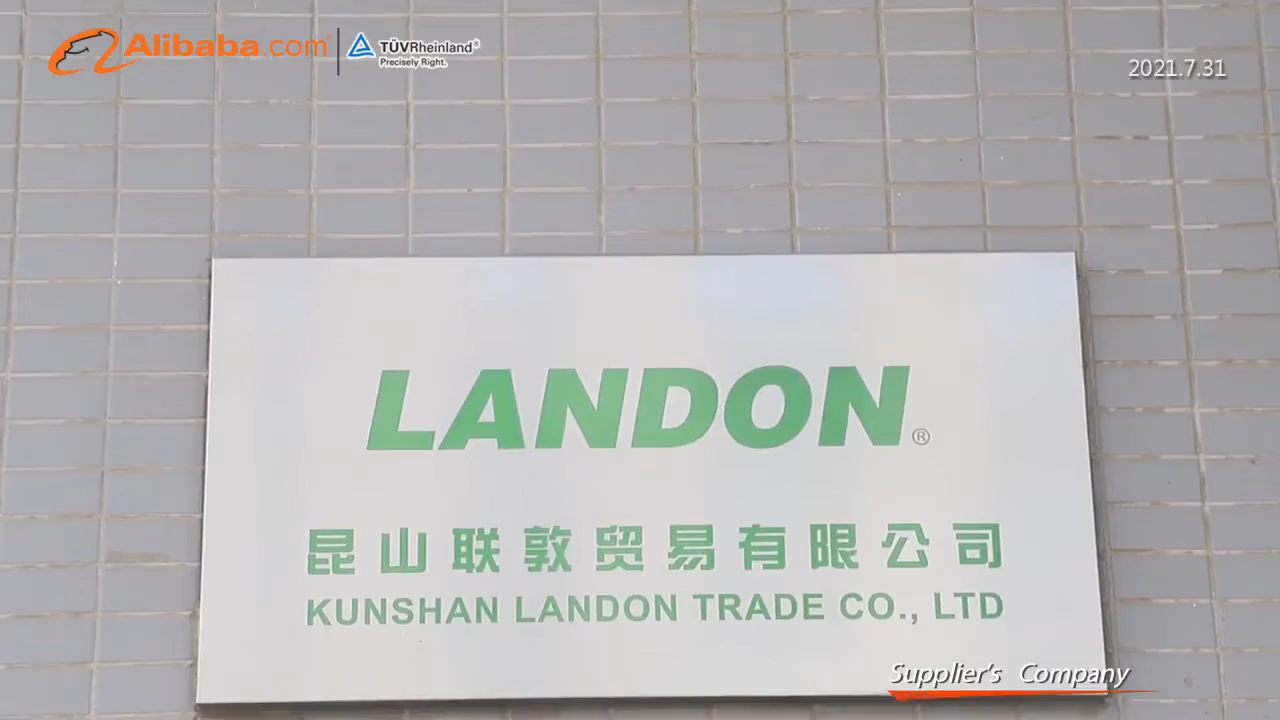 Alibaba.com
TÜVRheinland®
Precisely Right.
2021.7.31
LANDON®
昆山联敦贸易有限公司
KUNSHAN LANDON TRADE CO., LTD
Supplier's Company